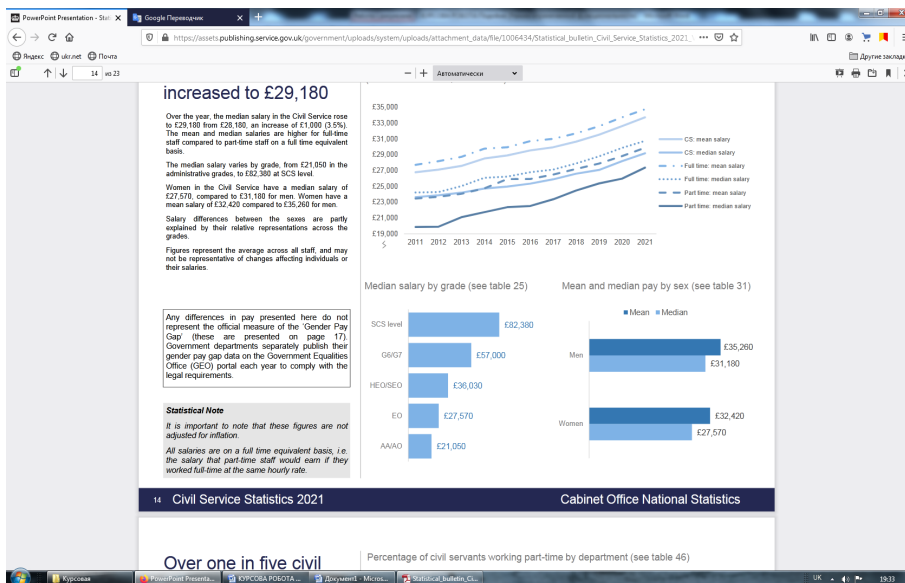 PowerPoint Presentation - Stat
Google Переводчик
https://assets.publishing.service.gov.uk/government/uploads/system/uploads/attachment_data/file/1006434/Statistical_bulletin_Civil_Service_Statistics_2021_
Яндекс ukr.net Почта
Другие закладк
14 из 23
Автоматически
increased to £29,180
Over the year, the median salary in the Civil Service rose
to £29,180 from £28,180, an increase of £1,000 (3.5%).
The mean and median salaries are higher for full-time
staff compared to part-time staff on a full time equivalent
basis.
The median salary varies by grade, from £21,050 in the
administrative grades, to £82,380 at SCS level.
Women in the Civil Service have a median salary of
£27,570, compared to £31,180 for men. Women have a
mean salary of £32,420 compared to £35,260 for men.
Salary differences between the sexes are partly
explained by their relative representations across the
grades.
Figures represent the average across all staff, and may
not be representative of changes affecting individuals or
their salaries.
Any differences in pay presented here do not
represent the official measure of the 'Gender Pay
Gap' (these are presented on page 17).
Government departments separately publish their
gender pay gap data on the Government Equalities
Office (GEO) portal each year to comply with the
legal requirements.
Statistical Note
It is important to note that these figures are not
adjusted for inflation.
All salaries are on a full time equivalent basis, i.e.
the salary that part-time staff would earn if they
worked full-time at the same hourly rate.
£35,000
£33,000
£31,000
£29,000
£27,000
£25,000
£23,000
£21,000
£19,000
2011 2012 2013 2014 2015 2016 2017 2018 2019 2020 2021
CS: mean salary
CS: median salary
Full time: mean salary
Full time: median salary
Part time: mean salary
Part time: median salary
Median salary by grade (see table 25)
SCS level £82,380
G6/G7 £57,000
HEO/SEO £36,030
EO £27,570
AA/AO £21,050
Mean and median pay by sex (see table 31)
Mean Median
Men £35,260
£31,180
Women £32,420
£27,570
14 Civil Service Statistics 2021
Cabinet Office National Statistics
Over one in five civil
Percentage of civil servants working part-time by department (see table 46)
Курсовая
PowerPoint Presenta...
КУРСОВА РОБОТА ...
Документ1 - Micros...
Statistical_bulletin_Ci...
UK
19:33